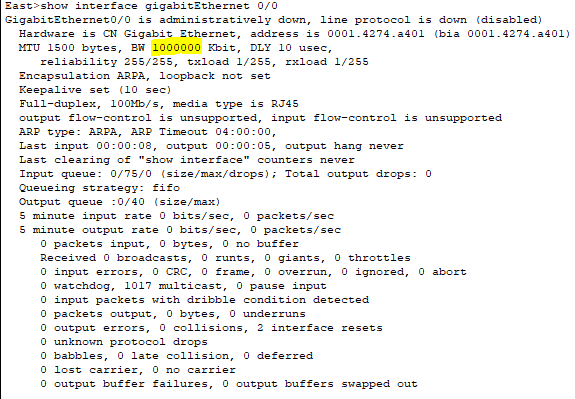 East>show interface gigabitEthernet 0/0
GigabitEthernet0/0 is administratively down, line protocol is down (disabled)
Hardware is CN Gigabit Ethernet, address is 0001.4274.a401 (bia 0001.4274.a401)
MTU 1500 bytes, BW 1000000 Kbit, DLY 10 usec,
reliability 255/255, txload 1/255, rxload 1/255
Encapsulation ARPA, loopback not set
Keepalive set (10 sec)
Full-duplex, 100Mb/s, media type is RJ45
output flow-control is unsupported, input flow-control is unsupported
ARP type: ARPA, ARP Timeout 04:00:00,
Last input 00:00:08, output 00:00:05, output hang never
Last clearing of "show interface" counters never
Input queue: 0/75/0 (size/max/drops); Total output drops: 0
Queueing strategy: fifo
Output queue :0/40 (size/max)
5 minute input rate 0 bits/sec, 0 packets/sec
5 minute output rate 0 bits/sec, 0 packets/sec
0 packets input, 0 bytes, 0 no buffer
Received 0 broadcasts, 0 runts, 0 giants, 0 throttles
0 input errors, 0 CRC, 0 frame, 0 overrun, 0 ignored, 0 abort
0 watchdog, 1017 multicast, 0 pause input
0 input packets with dribble condition detected
0 packets output, 0 bytes, 0 underruns
0 output errors, 0 collisions, 2 interface resets
0 unknown protocol drops
0 babbles, 0 late collision, 0 deferred
0 lost carrier, 0 no carrier
0 output buffer failures, 0 output buffers swapped out